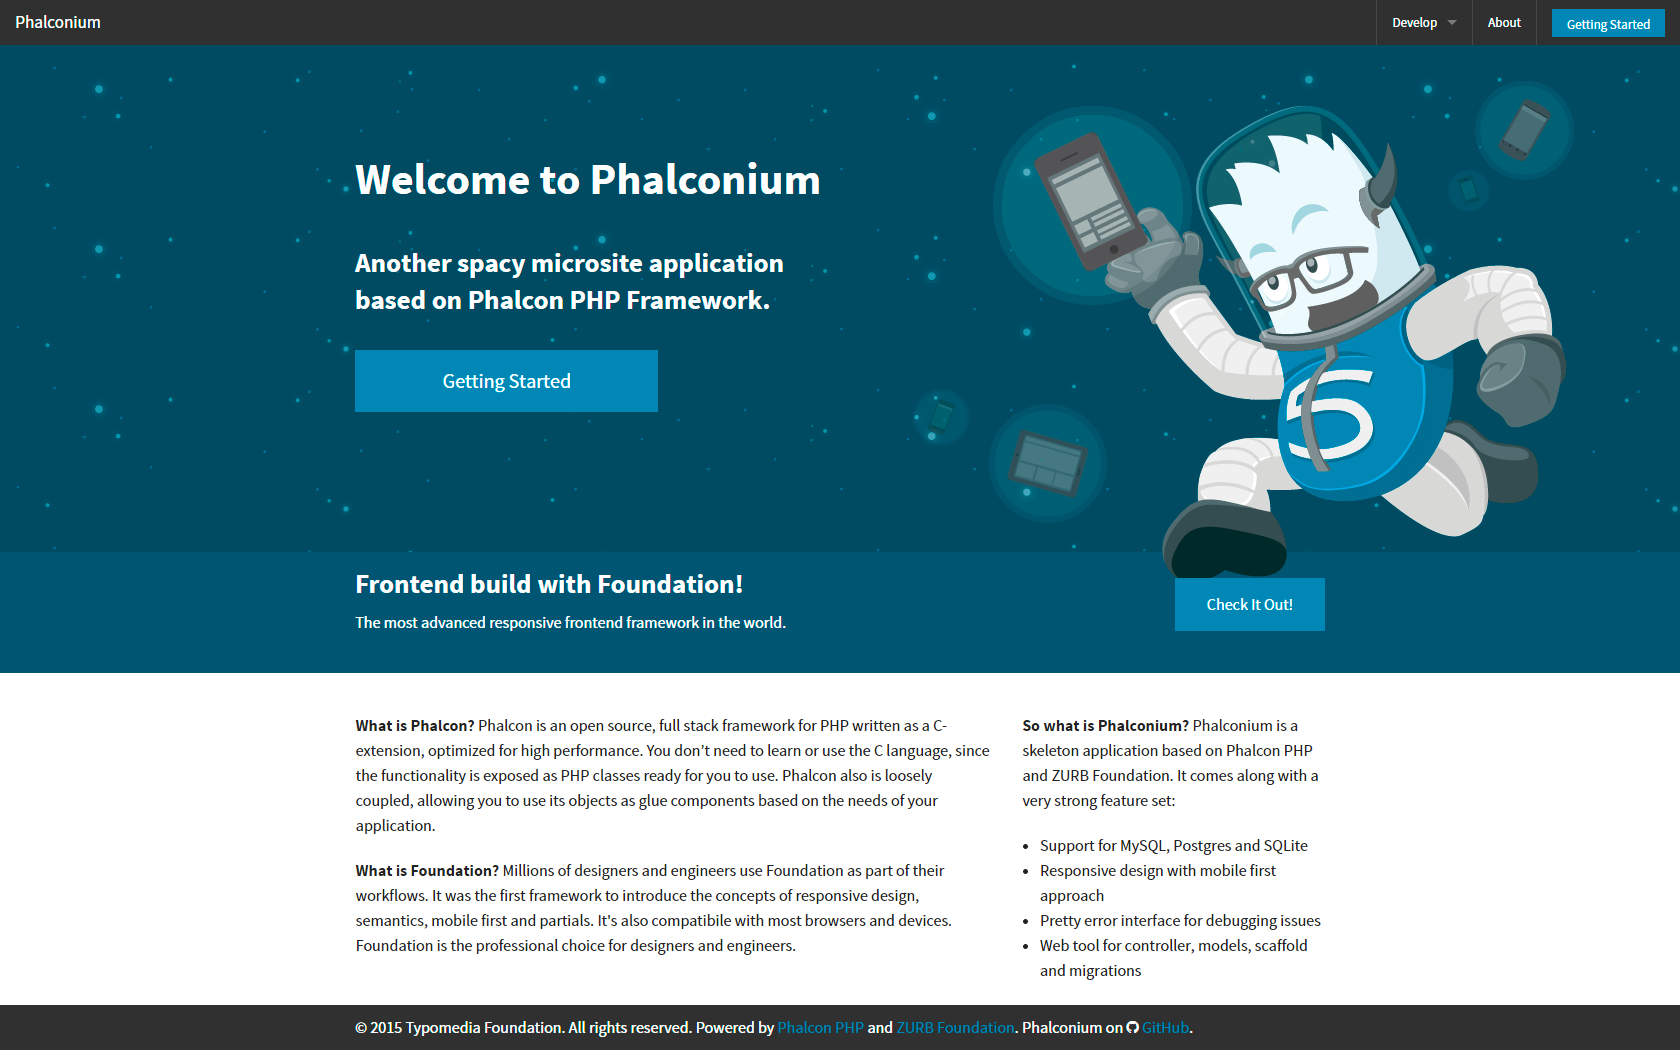 Phalconium
Develop
About
Getting Started
Welcome to Phalconium
Another spacy microsite application
based on Phalcon PHP Framework.
Getting Started
Frontend build with Foundation!
The most advanced responsive frontend framework in the world.
Check It Out!
What is Phalcon? Phalcon is an open source, full stack framework for PHP written as a C-
extension, optimized for high performance. You don’t need to learn or use the C language, since
the functionality is exposed as PHP classes ready for you to use. Phalcon also is loosely
coupled, allowing you to use its objects as glue components based on the needs of your
application.
What is Foundation? Millions of designers and engineers use Foundation as part of their
workflows. It was the first framework to introduce the concepts of responsive design,
semantics, mobile first and partials. It's also compatibile with most browsers and devices.
Foundation is the professional choice for designers and engineers.
So what is Phalconium? Phalconium is a
skeleton application based on Phalcon PHP
and ZURB Foundation. It comes along with a
very strong feature set:
• Support for MySQL, Postgres and SQLite
• Responsive design with mobile first
approach
• Pretty error interface for debugging issues
• Web tool for controller, models, scaffold
and migrations
© 2015 Typomedia Foundation. All rights reserved. Powered by Phalcon PHP and ZURB Foundation. Phalconium on GitHub.